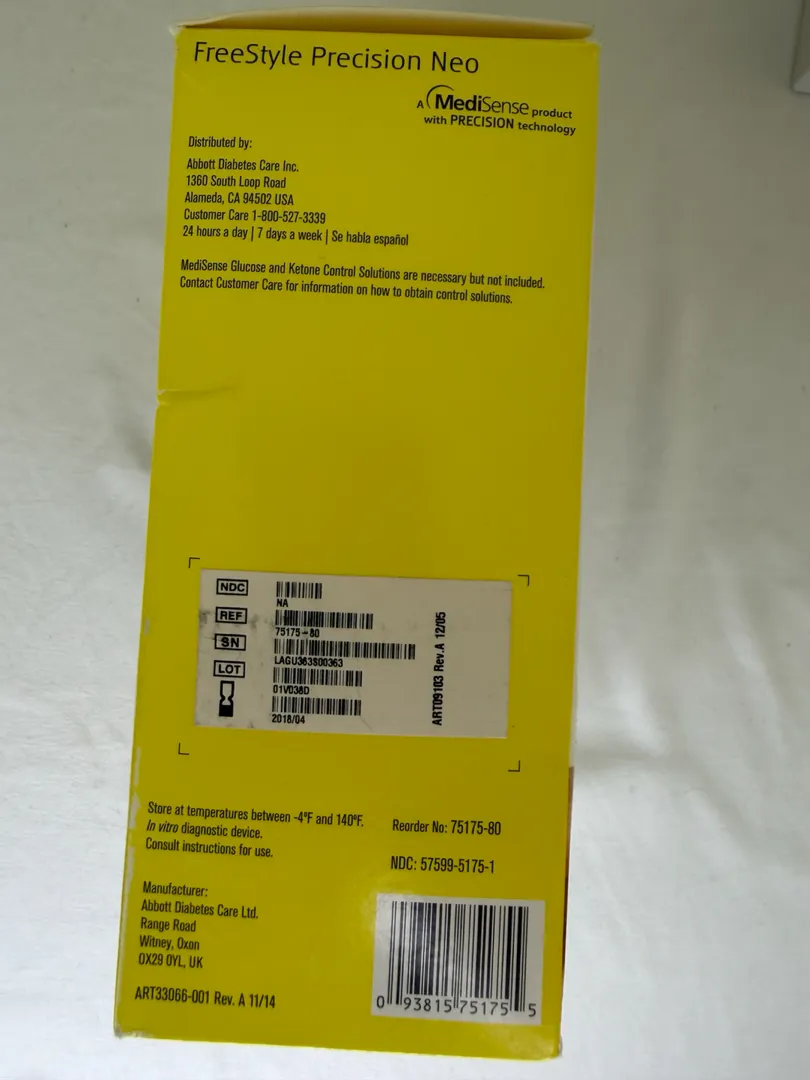 FreeStyle Precision Neo
A MediSense product
with PRECISION technology
Distributed by:
Abbott Diabetes Care Inc.
1360 South Loop Road
Alameda, CA 94502 USA
Customer Care 1-800-527-3339
24 hours a day | 7 days a week | Se habla español
MediSense Glucose and Ketone Control Solutions are necessary but not included.
Contact Customer Care for information on how to obtain control solutions.
NDC
NA
REF
75175-80
SN
LAGU363S00363
LOT
01V038D
2018/04
ART09103 Rev.A 12/05
Store at temperatures between -4°F and 140°F.
In vitro diagnostic device.
Consult instructions for use.
Reorder No: 75175-80
NDC: 57599-5175-1
Manufacturer:
Abbott Diabetes Care Ltd.
Range Road
Witney, Oxon
OX29 0YL, UK
ART33066-001 Rev. A 11/14
0 93815 75175 5